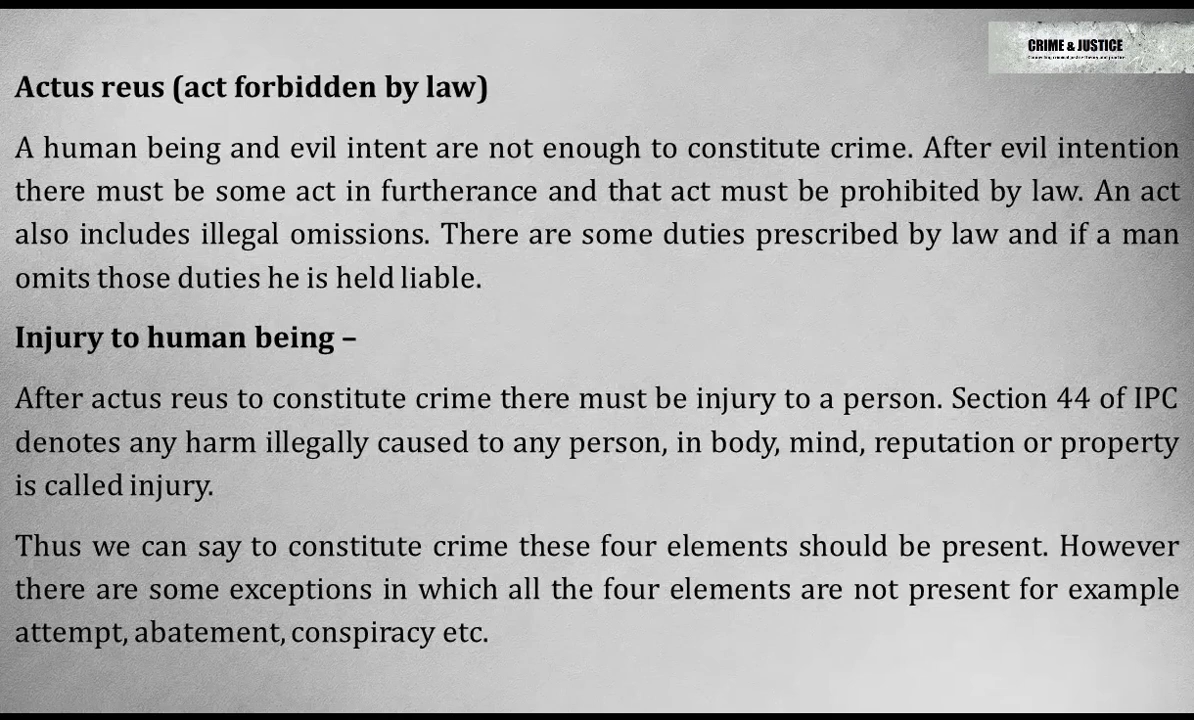 CRIME & JUSTICE
Actus reus (act forbidden by law)
A human being and evil intent are not enough to constitute crime. After evil intention
there must be some act in furtherance and that act must be prohibited by law. An act
also includes illegal omissions. There are some duties prescribed by law and if a man
omits those duties he is held liable.
Injury to human being –
After actus reus to constitute crime there must be injury to a person. Section 44 of IPC
denotes any harm illegally caused to any person, in body, mind, reputation or property
is called injury.
Thus we can say to constitute crime these four elements should be present. However
there are some exceptions in which all the four elements are not present for example
attempt, abatement, conspiracy etc.